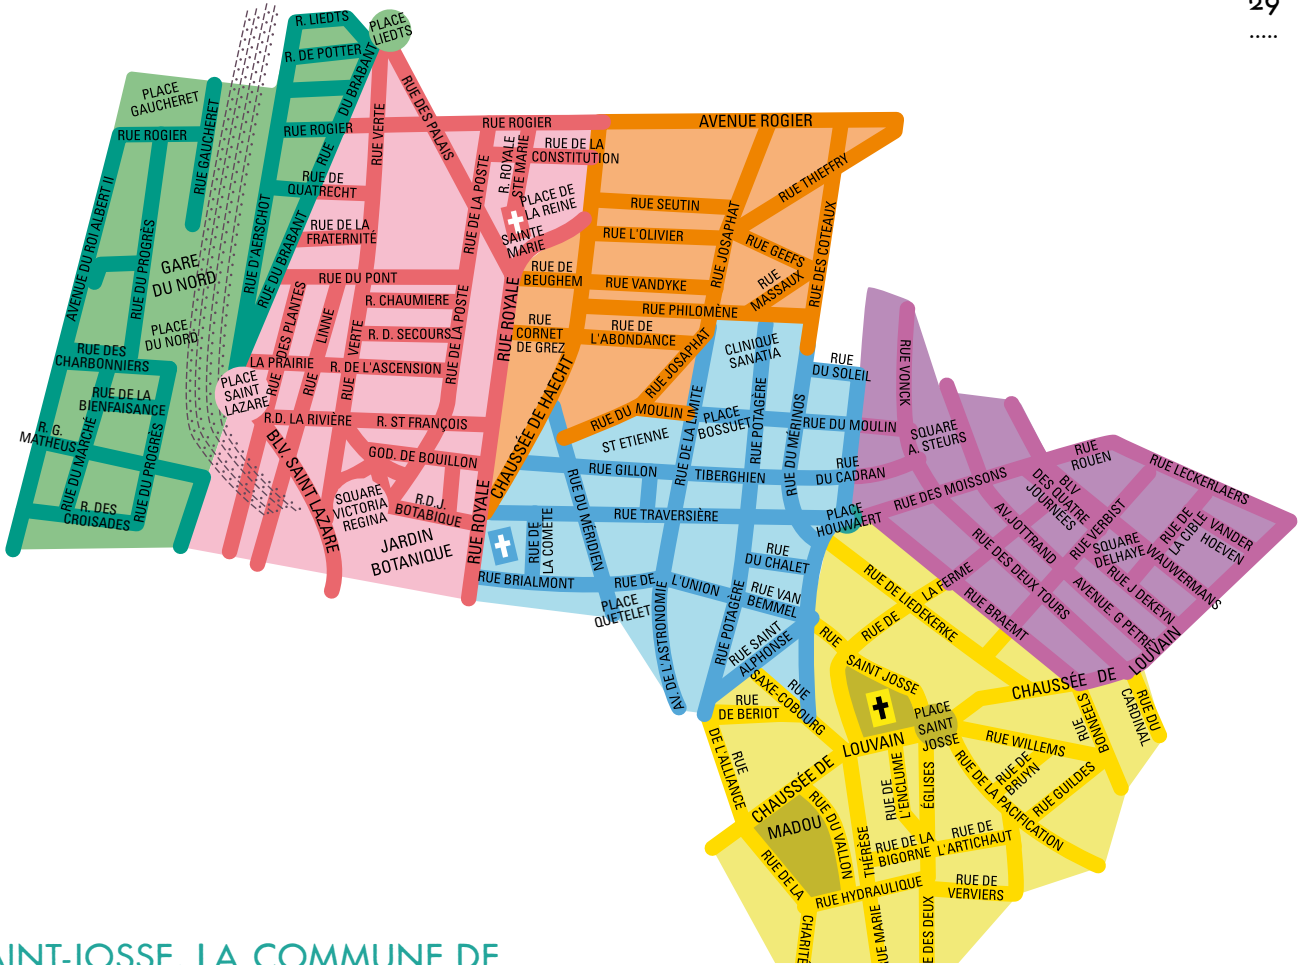 29
.....
R. LIEDTS
PLACE
LIEDTS
R. DE POTTER
RUE DU BRABANT
PLACE
GAUCHERET
RUE ROGIER
RUE GAUCHERET
RUE ROGIER
RUE VERTE
RUE DES PALAIS
RUE ROGIER
AVENUE ROGIER
R. ROYALE
STE MARIE
RUE DE LA
CONSTITUTION
RUE DE
QUATRECHT
RUE DE LA POSTE
PLACE DE
LA REINE
SAINTE
MARIE
RUE SEUTIN
RUE THIEFFRY
AVENUE DU ROI ALBERT II
RUE DU PROGRÈS
RUE D'AERSCHOT
RUE DU BRABANT
RUE DE LA
FRATERNITÉ
RUE L'OLIVIER
RUE JOSAPHAT
RUE GEEFS
RUE DES COTEAUX
GARE
DU NORD
RUE DU PONT
RUE DE
BEUGHEM
RUE VANDYKE
RUE
MASSAUX
R. CHAUMIERE
RUE PHILOMÈNE
PLACE
DU NORD
RUE DES PLANTES
RUE LINNE
RUE VERTE
R. D. SECOURS
RUE DE LA POSTE
RUE ROYALE
RUE
CORNET
DE GREZ
RUE DE
L'ABONDANCE
CLINIQUE
SANATIA
RUE
DU SOLEIL
RUE VONCK
RUE DES
CHARBONNIERS
LA PRAIRIE
R. DE L'ASCENSION
RUE JOSAPHAT
PLACE
SAINT
LAZARE
RUE DE LA
BIENFAISANCE
CHAUSSÉE DE HAECHT
RUE DU MOULIN
RUE DE LA LIMITE
PLACE
BOSSUET
RUE POTAGÈRE
RUE DU MÉRINOS
RUE DU MOULIN
SQUARE
A. STEURS
R.D. LA RIVIÈRE
R. ST FRANÇOIS
ST ETIENNE
R. G.
MATHEUS
RUE DU MARCHÉ
RUE DU PROGRÈS
BLV. SAINT LAZARE
GOD. DE BOUILLON
RUE GILLON
TIBERGHIEN
RUE
DU CADRAN
RUE
ROUEN
RUE LECKERLAERS
RUE DES MOISSONS
R. DES
CROISADES
SQUARE
VICTORIA
REGINA
R.D.J.
BOTANIQUE
JARDIN
BOTANIQUE
RUE ROYALE
RUE DE
LA COMÈTE
RUE DU MÉRIDIEN
RUE TRAVERSIÈRE
PLACE
HOUWAERT
BLV.
DES QUATRE
JOURNÉES
AV. JOTTRAND
RUE VERBIST
RUE DE
LA CIBLE
VANDER
HOEVEN
SQUARE
DELHAYE
WAUWERMANS
RUE DES DEUX TOURS
RUE J DEKEYN
AVENUE. G PETRE
RUE BRIALMONT
RUE DE L'UNION
RUE
DU CHALET
RUE VAN
BEMMEL
PLACE
QUETELET
RUE DE LIEDEKERKE
RUE DE LA FERME
RUE BRAEMT
AV. DE L'ASTRONOMIE
RUE POTAGÈRE
RUE SAINT
ALPHONSE
RUE SAINT JOSSE
CHAUSSÉE DE LOUVAIN
RUE SAXE-COBOURG
RUE
DE BERIOT
PLACE
SAINT
JOSSE
RUE
BONNEELS
RUE DU
CARDINAL
RUE
DE L'ALLIANCE
CHAUSSÉE DE LOUVAIN
RUE WILLEMS
RUE DE
BRUYN
RUE GUILDES
RUE DE LA PACIFICATION
RUE DE
L'ENCLUME
MADOU
RUE DU VALLON
RUE DE LA
BIGORNE
RUE DE
L'ARTICHAUT
RUE DE LA CHARITÉ
RUE HYDRAULIQUE
RUE DE
VERVIERS
UE MARIE THÉRÈSE
E DES DEUX ÉGLISES
AINT-JOSSE, LA COMMUNE DE